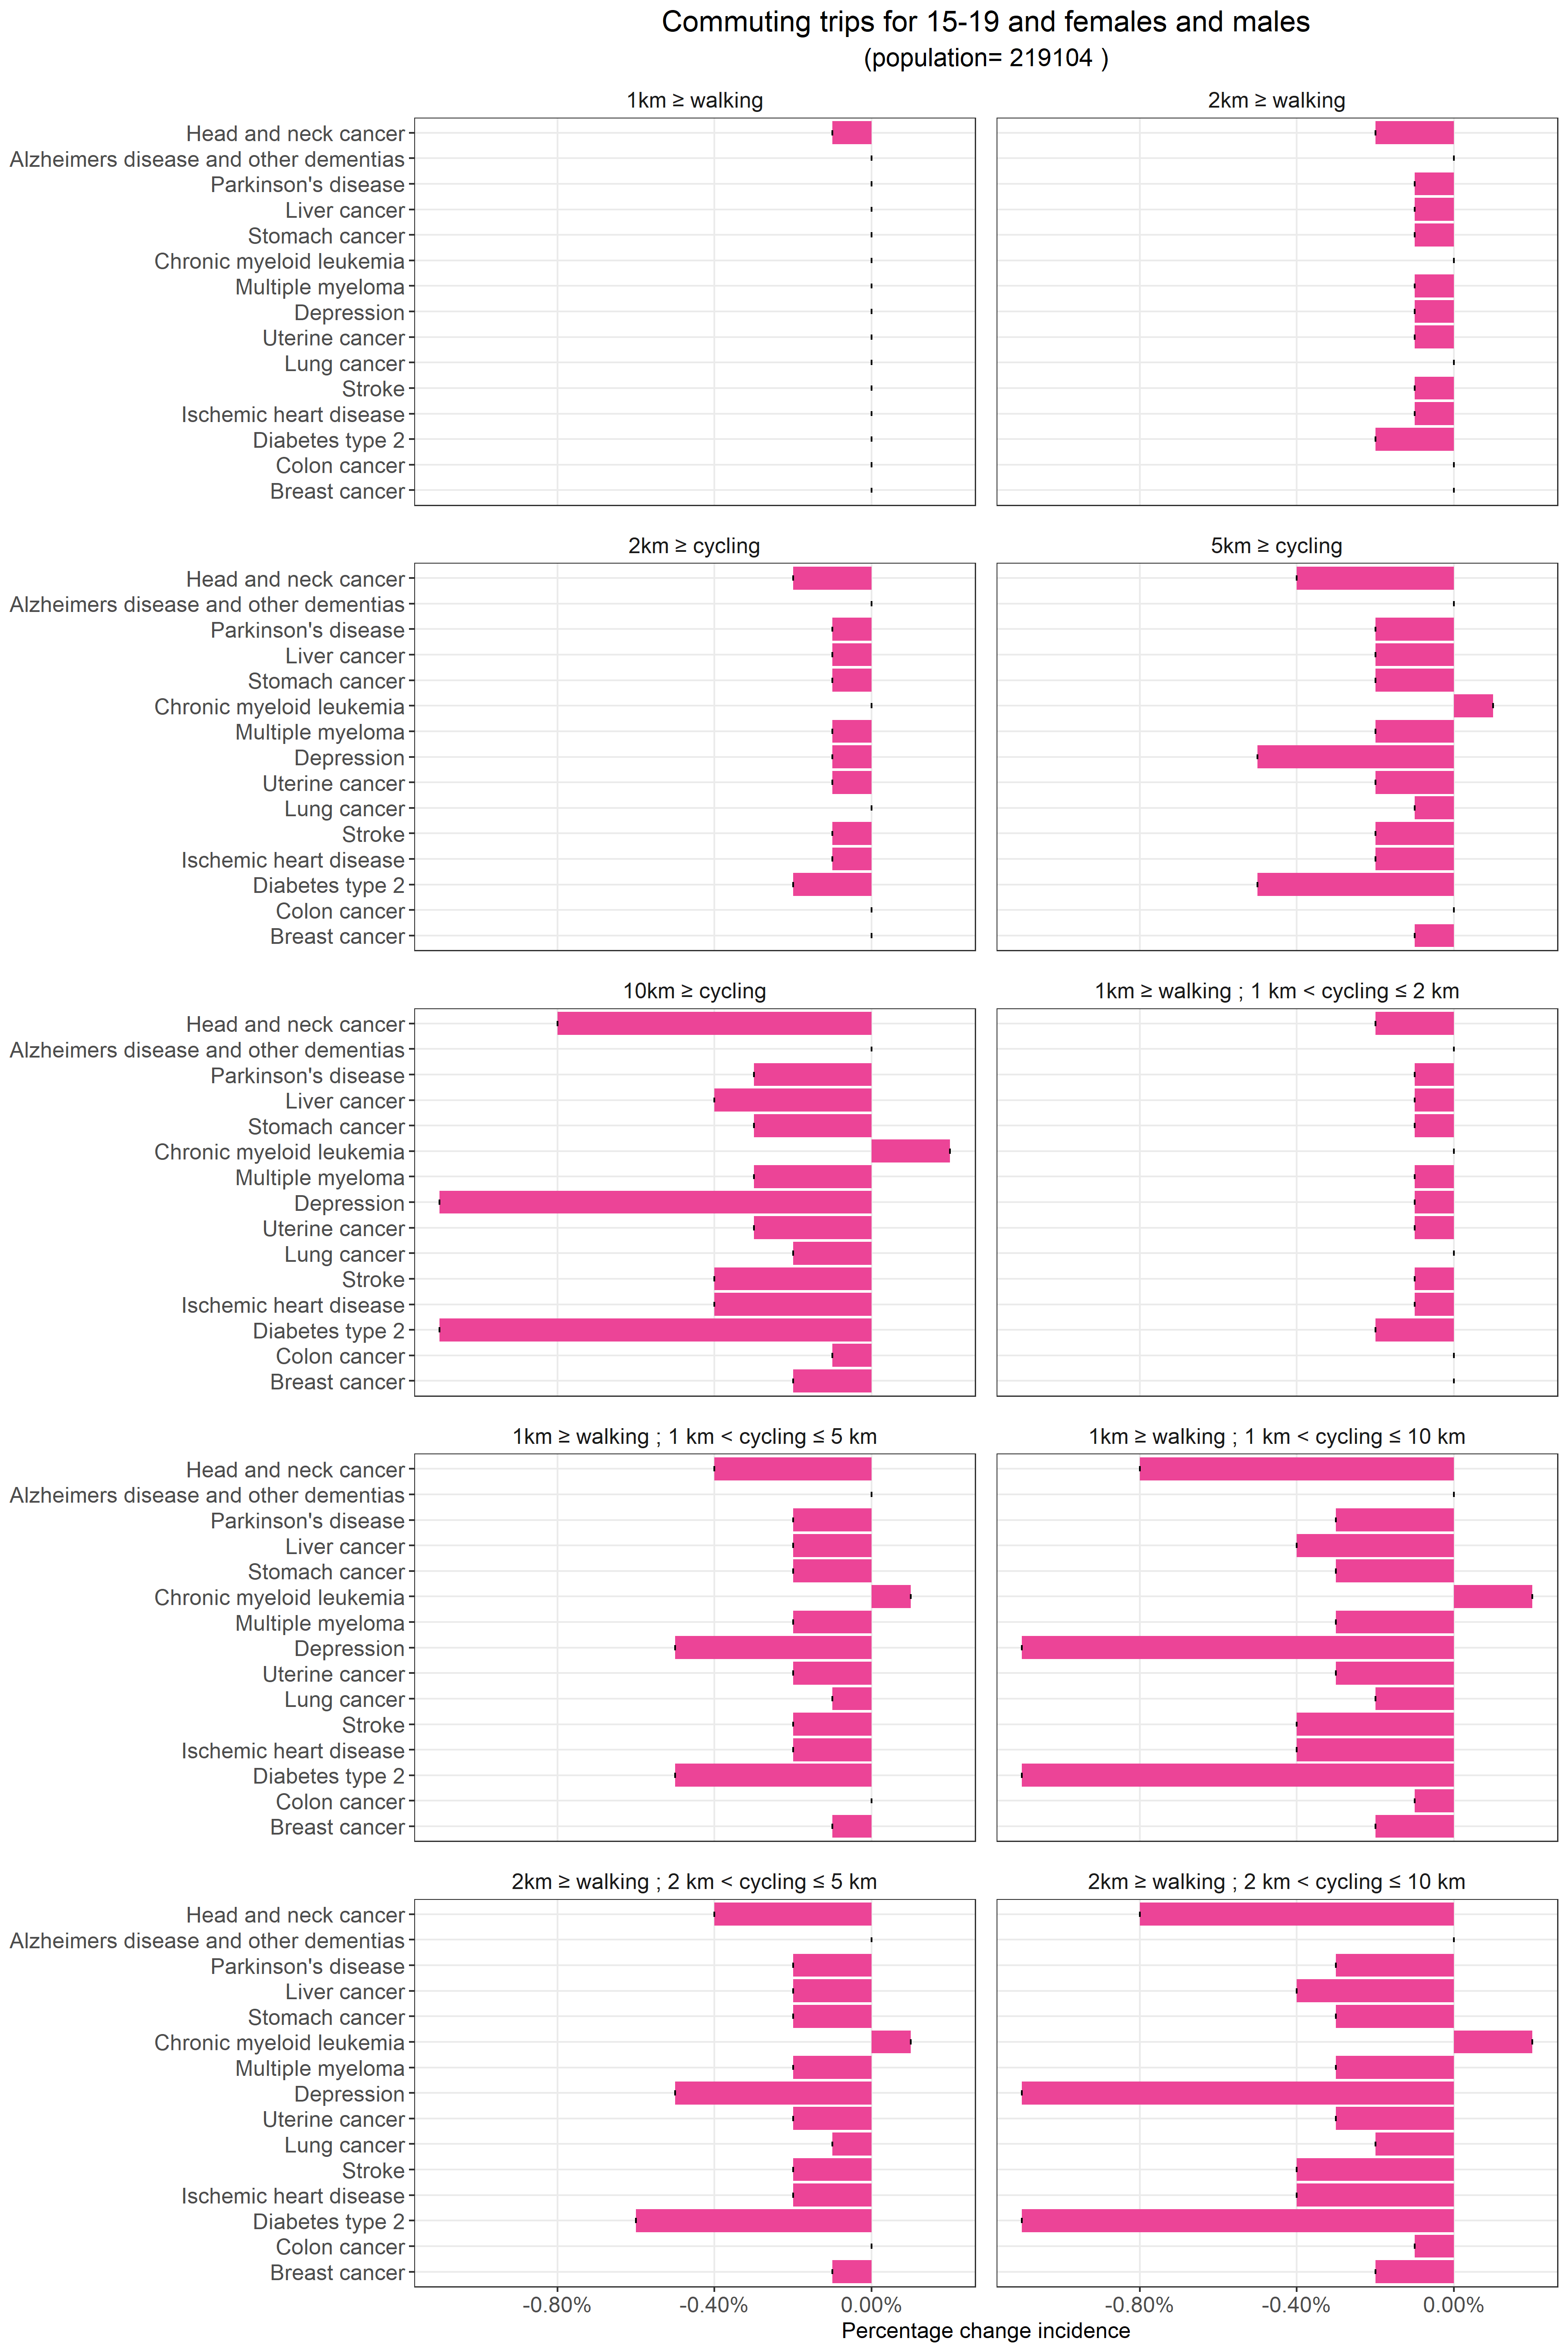 Commuting trips for 15-19 and females and males
(population= 219104 )
1km ≥ walking
2km ≥ walking
Head and neck cancer
Alzheimers disease and other dementias
Parkinson's disease
Liver cancer
Stomach cancer
Chronic myeloid leukemia
Multiple myeloma
Depression
Uterine cancer
Lung cancer
Stroke
Ischemic heart disease
Diabetes type 2
Colon cancer
Breast cancer
2km ≥ cycling
5km ≥ cycling
Head and neck cancer
Alzheimers disease and other dementias
Parkinson's disease
Liver cancer
Stomach cancer
Chronic myeloid leukemia
Multiple myeloma
Depression
Uterine cancer
Lung cancer
Stroke
Ischemic heart disease
Diabetes type 2
Colon cancer
Breast cancer
10km ≥ cycling
1km ≥ walking ; 1 km < cycling ≤ 2 km
Head and neck cancer
Alzheimers disease and other dementias
Parkinson's disease
Liver cancer
Stomach cancer
Chronic myeloid leukemia
Multiple myeloma
Depression
Uterine cancer
Lung cancer
Stroke
Ischemic heart disease
Diabetes type 2
Colon cancer
Breast cancer
1km ≥ walking ; 1 km < cycling ≤ 5 km
1km ≥ walking ; 1 km < cycling ≤ 10 km
Head and neck cancer
Alzheimers disease and other dementias
Parkinson's disease
Liver cancer
Stomach cancer
Chronic myeloid leukemia
Multiple myeloma
Depression
Uterine cancer
Lung cancer
Stroke
Ischemic heart disease
Diabetes type 2
Colon cancer
Breast cancer
2km ≥ walking ; 2 km < cycling ≤ 5 km
2km ≥ walking ; 2 km < cycling ≤ 10 km
Head and neck cancer
Alzheimers disease and other dementias
Parkinson's disease
Liver cancer
Stomach cancer
Chronic myeloid leukemia
Multiple myeloma
Depression
Uterine cancer
Lung cancer
Stroke
Ischemic heart disease
Diabetes type 2
Colon cancer
Breast cancer
-0.80% -0.40% 0.00% -0.80% -0.40% 0.00%
Percentage change incidence